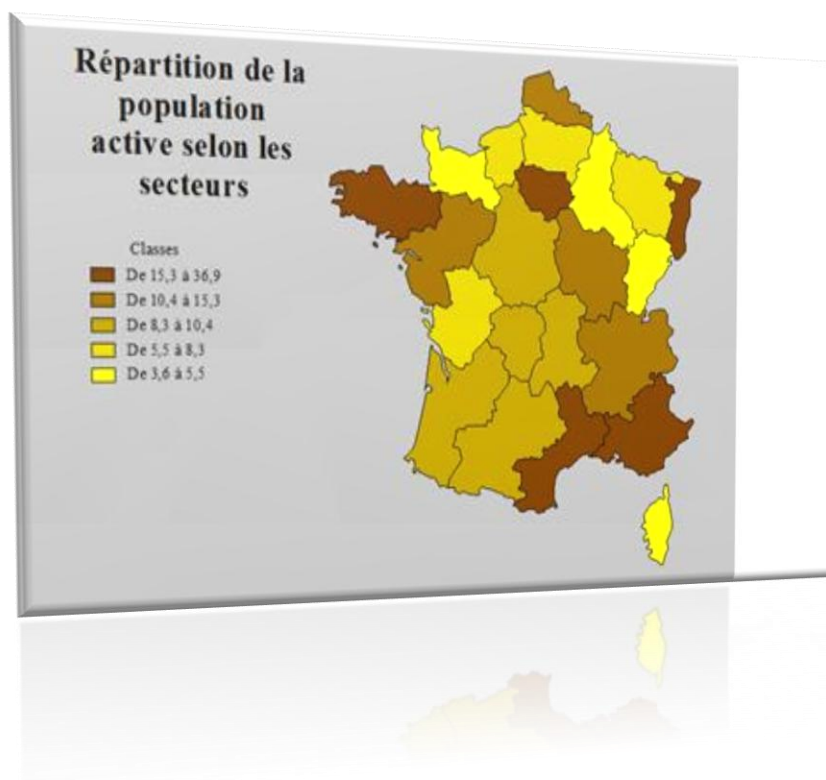 Répartition de la
population
active selon les
secteurs
Classes
De 15,3 à 36,9
De 10,4 à 15,3
De 8,3 à 10,4
De 5,5 à 8,3
De 3,6 à 5,5